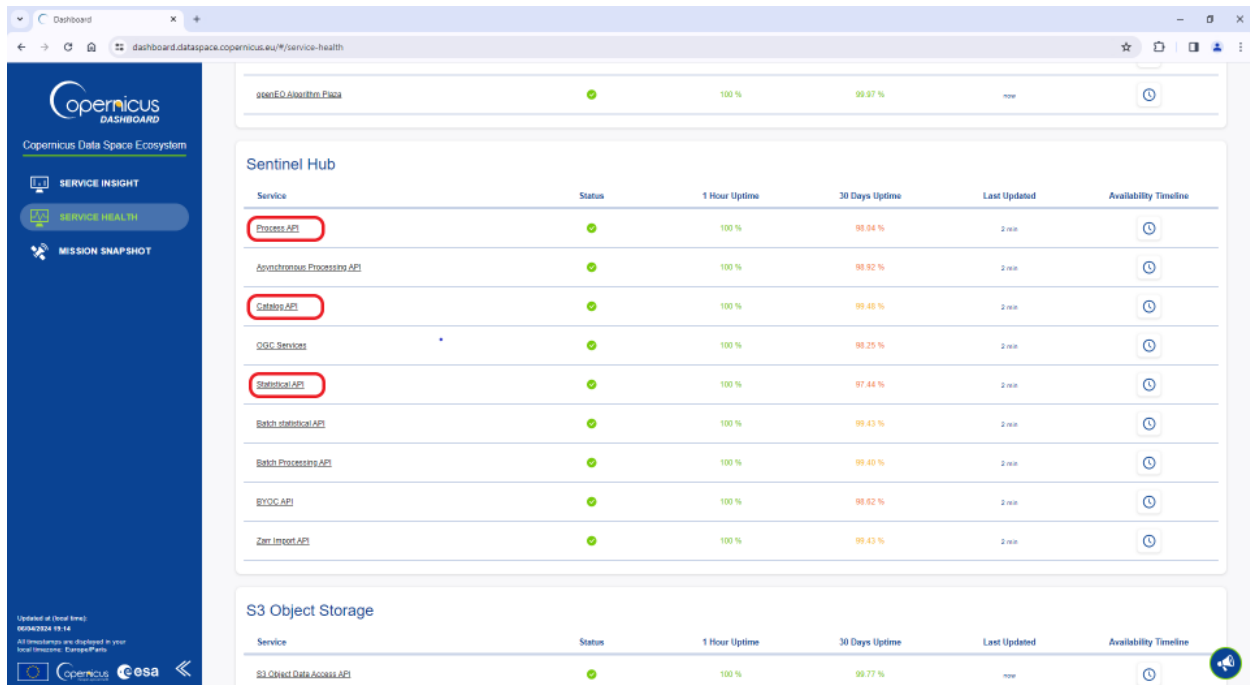 Dashboard
dashboard.dataspace.copernicus.eu/#/service-health
Copernicus
DASHBOARD
Copernicus Data Space Ecosystem
SERVICE INSIGHT
SERVICE HEALTH
MISSION SNAPSHOT
Updated at (local time):
06/04/2024 19:14
All timestamps are displayed in your
local timezone: Europe/Paris
Copernicus esa
openEO Algorithm Plaza 100 % 99.97 % now
Sentinel Hub
Service Status 1 Hour Uptime 30 Days Uptime Last Updated Availability Timeline
Process API 100 % 98.04 % 2 min
Asynchronous Processing API 100 % 98.92 % 2 min
Catalog API 100 % 99.48 % 2 min
OGC Services 100 % 98.25 % 2 min
Statistical API 100 % 97.44 % 2 min
Batch statistical API 100 % 99.43 % 2 min
Batch Processing API 100 % 99.40 % 2 min
BYOC API 100 % 98.62 % 2 min
Zarr Import API 100 % 99.43 % 2 min
S3 Object Storage
Service Status 1 Hour Uptime 30 Days Uptime Last Updated Availability Timeline
S3 Object Data Access API 100 % 99.77 % now